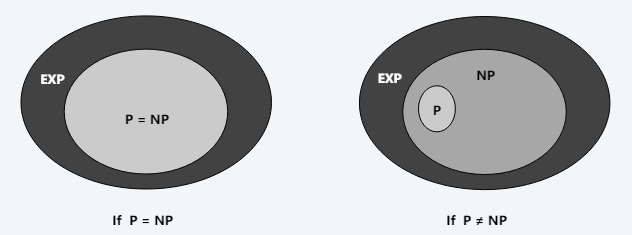 EXP
P = NP
If P = NP
EXP
NP
P
If P ≠ NP